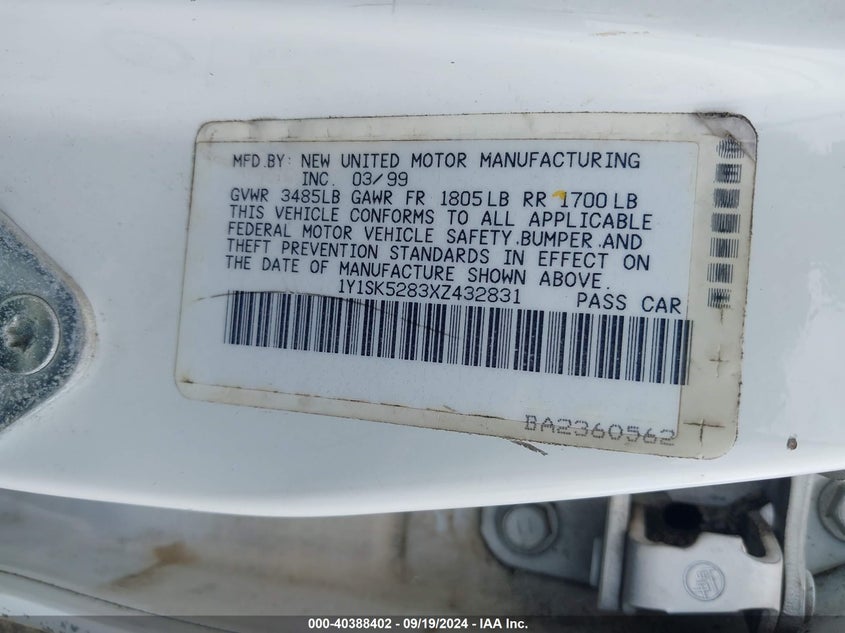 MFD.BY: NEW UNITED MOTOR MANUFACTURING
INC. 03/99
GVWR 3485LB GAWR FR 1805LB RR 1700LB
THIS VEHICLE CONFORMS TO ALL APPLICABLE
FEDERAL MOTOR VEHICLE SAFETY,BUMPER,AND
THEFT PREVENTION STANDARDS IN EFFECT ON
THE DATE OF MANUFACTURE SHOWN ABOVE.
1Y1SK5283XZ432831 PASS CAR
BA2360562
000-40388402 - 09/19/2024 - IAA Inc.